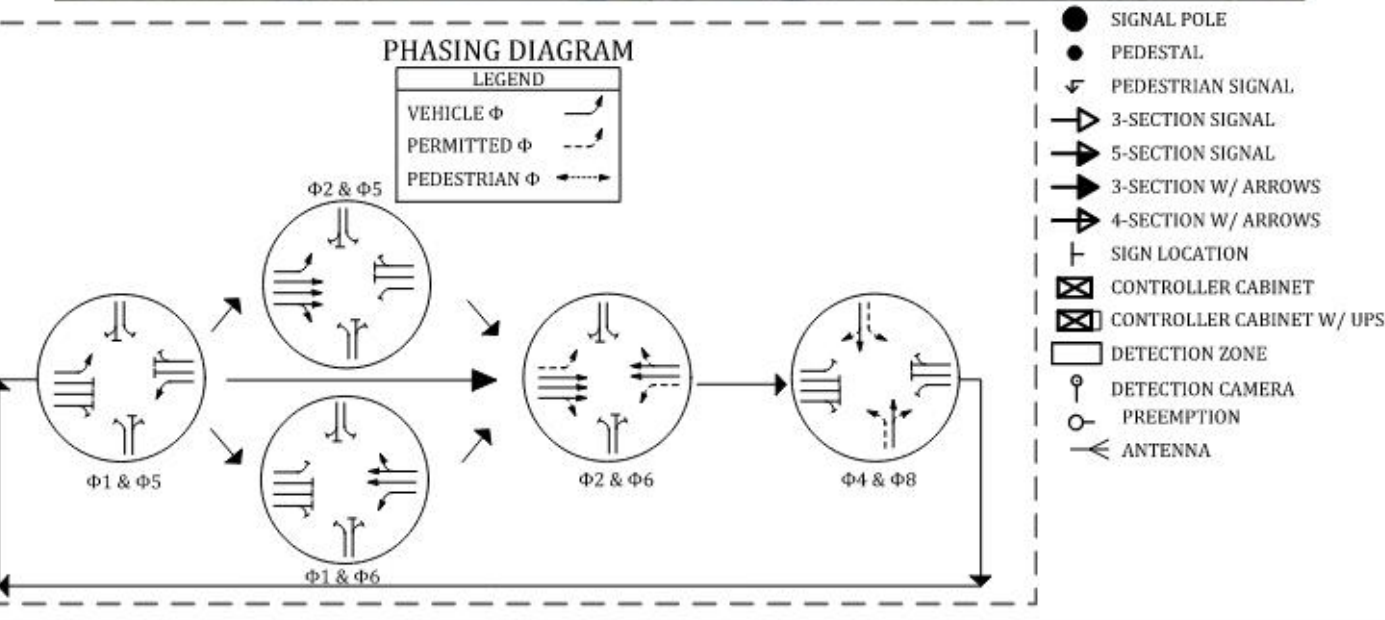 PHASING DIAGRAM
LEGEND
VEHICLE Φ
PERMITTED Φ
PEDESTRIAN Φ
Φ2 & Φ5
Φ1 & Φ5
Φ1 & Φ6
Φ2 & Φ6
Φ4 & Φ8
SIGNAL POLE
PEDESTAL
PEDESTRIAN SIGNAL
3-SECTION SIGNAL
5-SECTION SIGNAL
3-SECTION W/ ARROWS
4-SECTION W/ ARROWS
SIGN LOCATION
CONTROLLER CABINET
CONTROLLER CABINET W/ UPS
DETECTION ZONE
DETECTION CAMERA
PREEMPTION
ANTENNA